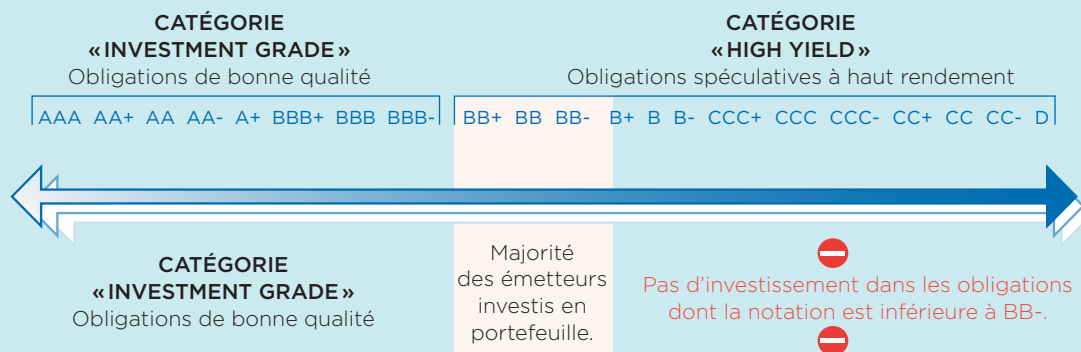 CATÉGORIE
«INVESTMENT GRADE»
Obligations de bonne qualité
AAA AA+ AA AA- A+ BBB+ BBB BBB-
CATÉGORIE
«HIGH YIELD»
Obligations spéculatives à haut rendement
BB+ BB BB- B+ B B- CCC+ CCC CCC- CC+ CC CC- D
CATÉGORIE
«INVESTMENT GRADE»
Obligations de bonne qualité
Majorité
des émetteurs
investis en
portefeuille.
Pas d’investissement dans les obligations
dont la notation est inférieure à BB-.